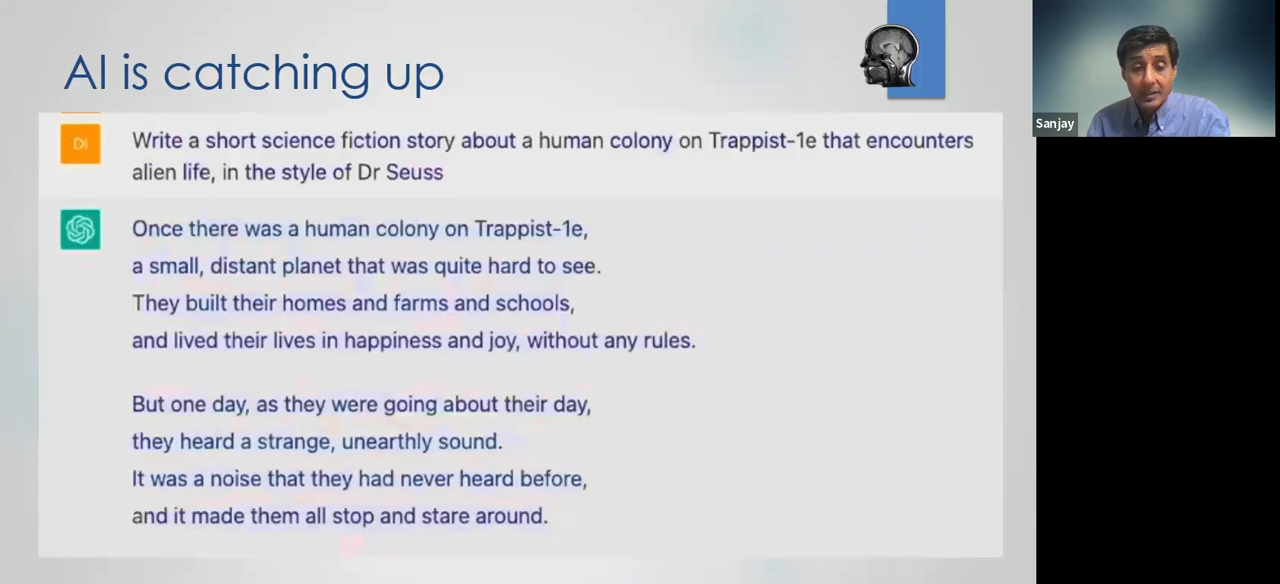 AI is catching up
DI
Write a short science fiction story about a human colony on Trappist-1e that encounters
alien life, in the style of Dr Seuss
Once there was a human colony on Trappist-1e,
a small, distant planet that was quite hard to see.
They built their homes and farms and schools,
and lived their lives in happiness and joy, without any rules.
But one day, as they were going about their day,
they heard a strange, unearthly sound.
It was a noise that they had never heard before,
and it made them all stop and stare around.
Sanjay